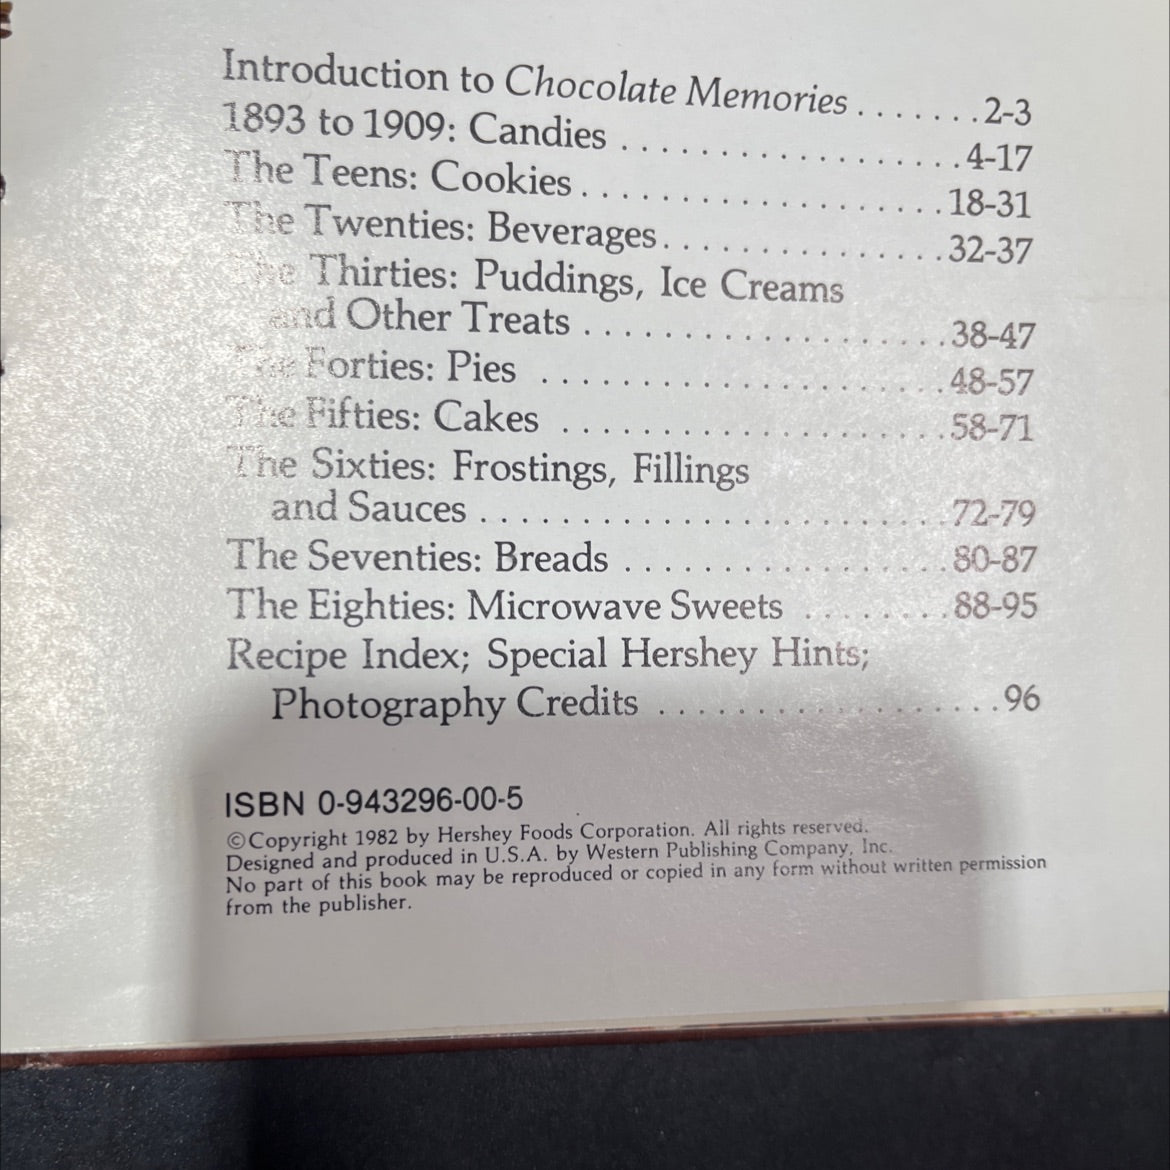 Introduction to Chocolate Memories . . . . . . . 2-3
1893 to 1909: Candies . . . . . . . . . . . . . . . . . . . 4-17
The Teens: Cookies . . . . . . . . . . . . . . . . . . . . 18-31
The Twenties: Beverages . . . . . . . . . . . . . . . . 32-37
The Thirties: Puddings, Ice Creams
and Other Treats . . . . . . . . . . . . . . . . . . . . . 38-47
The Forties: Pies . . . . . . . . . . . . . . . . . . . . . . . 48-57
The Fifties: Cakes . . . . . . . . . . . . . . . . . . . . . . 58-71
The Sixties: Frostings, Fillings
and Sauces . . . . . . . . . . . . . . . . . . . . . . . . . . 72-79
The Seventies: Breads . . . . . . . . . . . . . . . . . . . 80-87
The Eighties: Microwave Sweets . . . . . . . . 88-95
Recipe Index; Special Hershey Hints;
Photography Credits . . . . . . . . . . . . . . . . . . . 96
ISBN 0-943296-00-5
©Copyright 1982 by Hershey Foods Corporation. All rights reserved.
Designed and produced in U.S.A. by Western Publishing Company, Inc.
No part of this book may be reproduced or copied in any form without written permission
from the publisher.